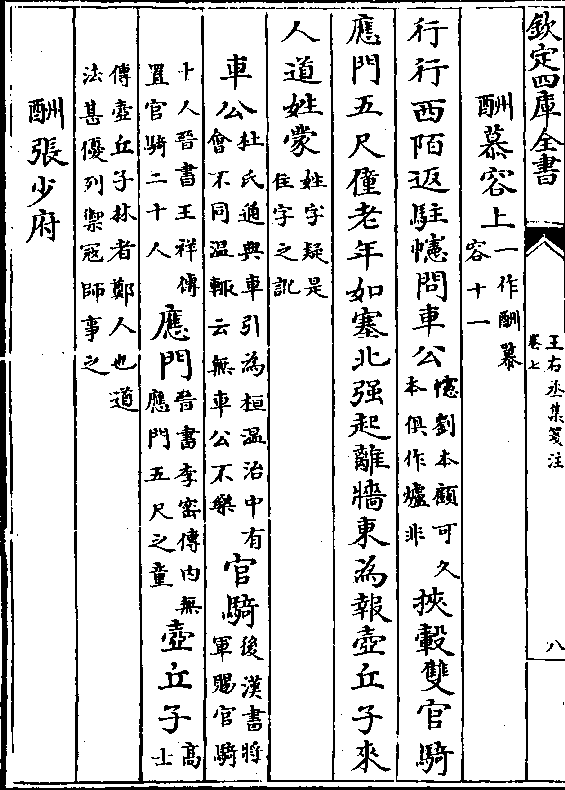 欽定四庫全書
王右丞集箋注
卷七
八
酬慕容上一作酬慕
容十一
行行西陌返駐幰問車公幰劉本顧可久
本俱作爐非挾轂雙官騎
應門五尺僮老年如塞北强起離牆東為報壺丘子來
人道姓蒙姓字疑是
住字之訛
車公杜氏通典車引為桓温治中有
會不同温輒云無車公不樂官騎後漢書將
軍賜官騎
十人晉書王祥傳
置官騎二十人應門晉書李密傳内無
應門五尺之童壺丘子高士
傳壺丘子林者鄭人也道
法甚優列禦寇師事之
酬張少府